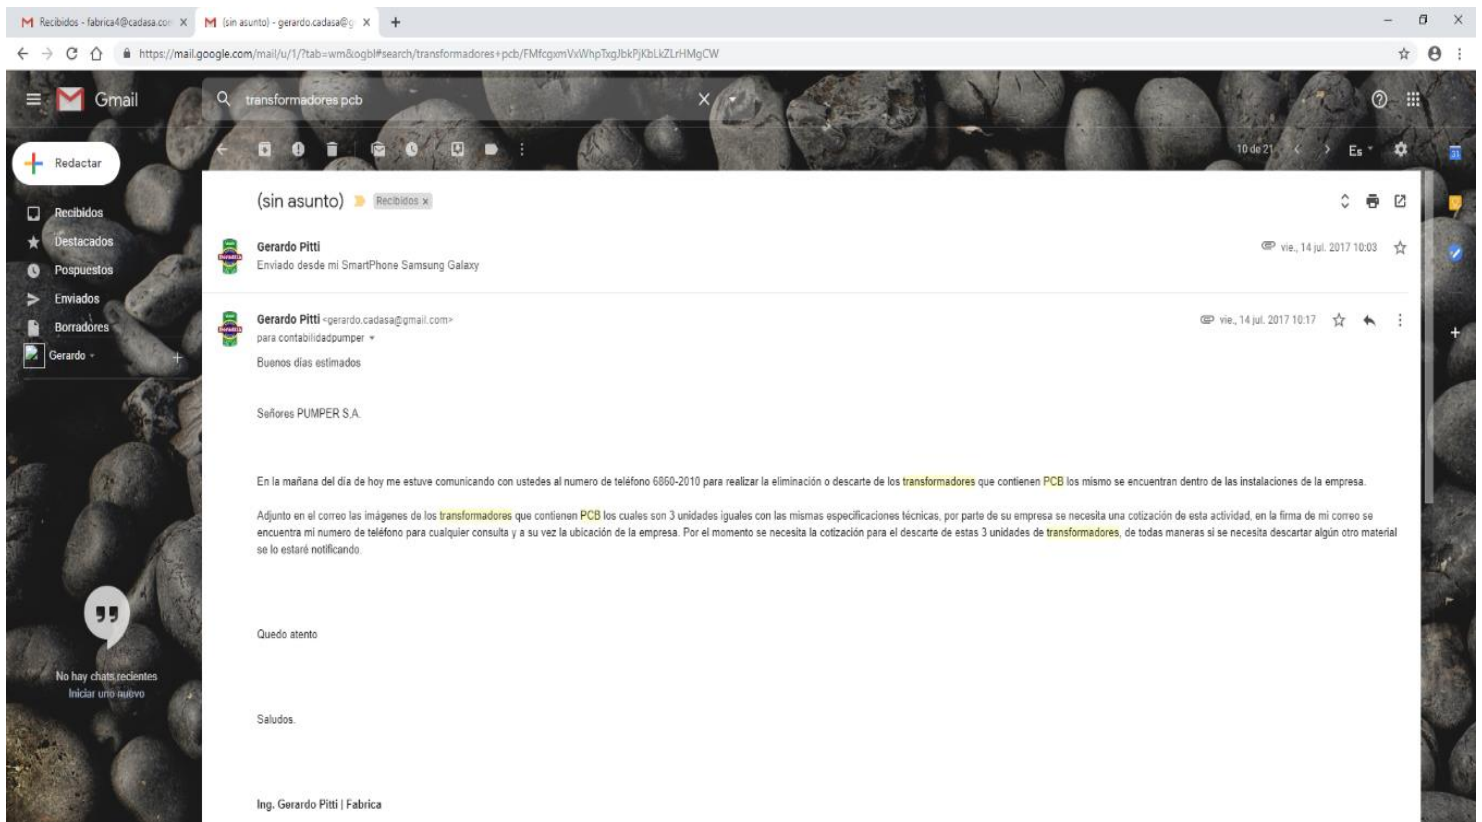 Recibidos - fabrica4@cadasa.com
(sin asunto) - gerardo.cadasa@g
https://mail.google.com/mail/u/1/?tab=wm&ogbl#search/transformadores+pcb/FMfcgxmVxWhpTxgJbkPjKbLkZLrHMgCW
Gmail
transformadores pcb
Redactar
10 de 21
Es
(sin asunto)
Recibidos x
Recibidos
Destacados
Pospuestos
Enviados
Borradores
Gerardo
Gerardo Pitti
vie., 14 jul. 2017 10:03
Enviado desde mi SmartPhone Samsung Galaxy
Gerardo Pitti <gerardo.cadasa@gmail.com>
vie., 14 jul. 2017 10:17
para contabilidadpumper
Buenos días estimados
Señores PUMPER S.A.
En la mañana del día de hoy me estuve comunicando con ustedes al numero de teléfono 6860-2010 para realizar la eliminación o descarte de los transformadores que contienen PCB los mismo se encuentran dentro de las instalaciones de la empresa.
Adjunto en el correo las imágenes de los transformadores que contienen PCB los cuales son 3 unidades iguales con las mismas especificaciones técnicas, por parte de su empresa se necesita una cotización de esta actividad, en la firma de mi correo se
encuentra mi numero de teléfono para cualquier consulta y a su vez la ubicación de la empresa. Por el momento se necesita la cotización para el descarte de estas 3 unidades de transformadores, de todas maneras si se necesita descartar algún otro material
se lo estaré notificando.
Quedo atento
Saludos.
Ing. Gerardo Pitti | Fabrica
No hay chats recientes
Iniciar uno nuevo